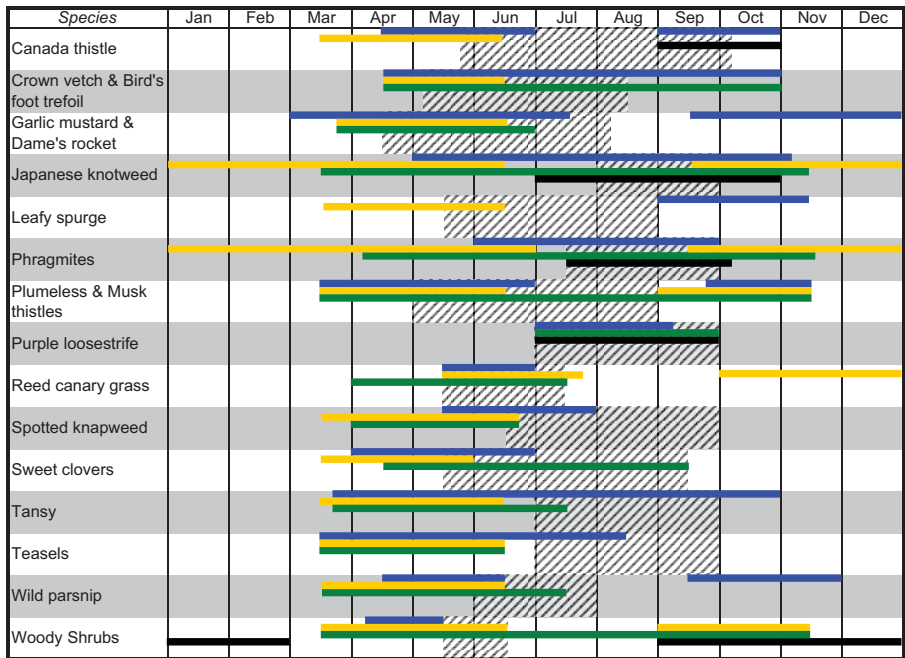 Species Jan Feb Mar Apr May Jun Jul Aug Sep Oct Nov Dec
Canada thistle
Crown vetch & Bird's
foot trefoil
Garlic mustard &
Dame's rocket
Japanese knotweed
Leafy spurge
Phragmites
Plumeless & Musk
thistles
Purple loosestrife
Reed canary grass
Spotted knapweed
Sweet clovers
Tansy
Teasels
Wild parsnip
Woody Shrubs